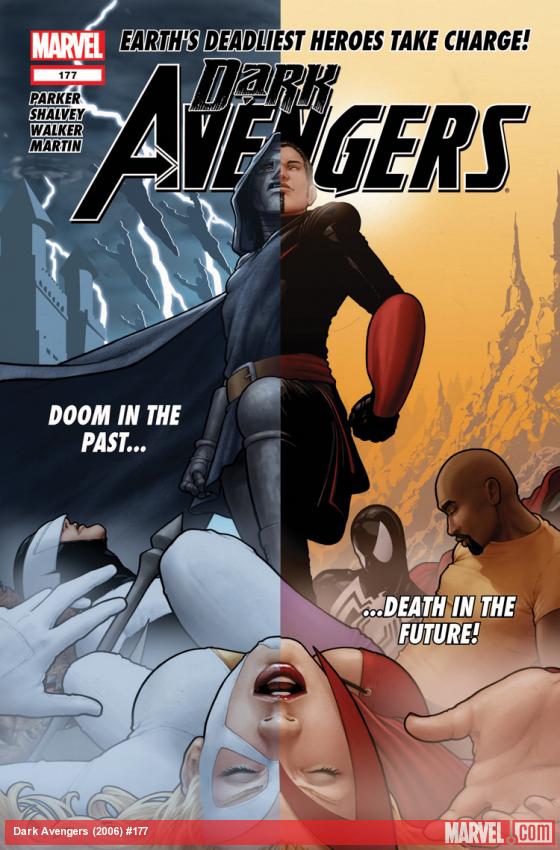 MARVEL
EARTH'S DEADLIEST HEROES TAKE CHARGE!
177
PARKER
SHALVEY
WALKER
MARTIN
DARK
AVENGERS
DOOM IN THE
PAST...
...DEATH IN THE
FUTURE!
Dark Avengers (2006) #177
MARVEL.com